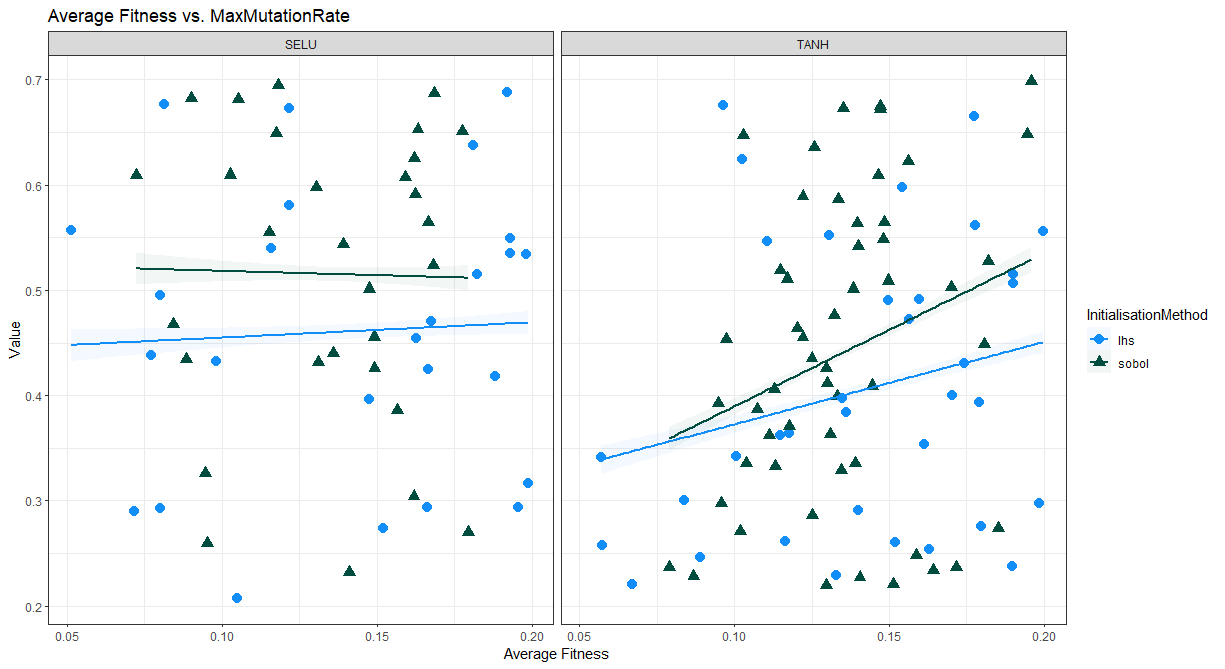 Average Fitness vs. MaxMutationRate
SELU
TANH
0.7
0.6
0.5
0.4
0.3
0.2
Value
0.05
0.10
0.15
0.20
0.05
0.10
0.15
0.20
Average Fitness
InitialisationMethod
lhs
sobol